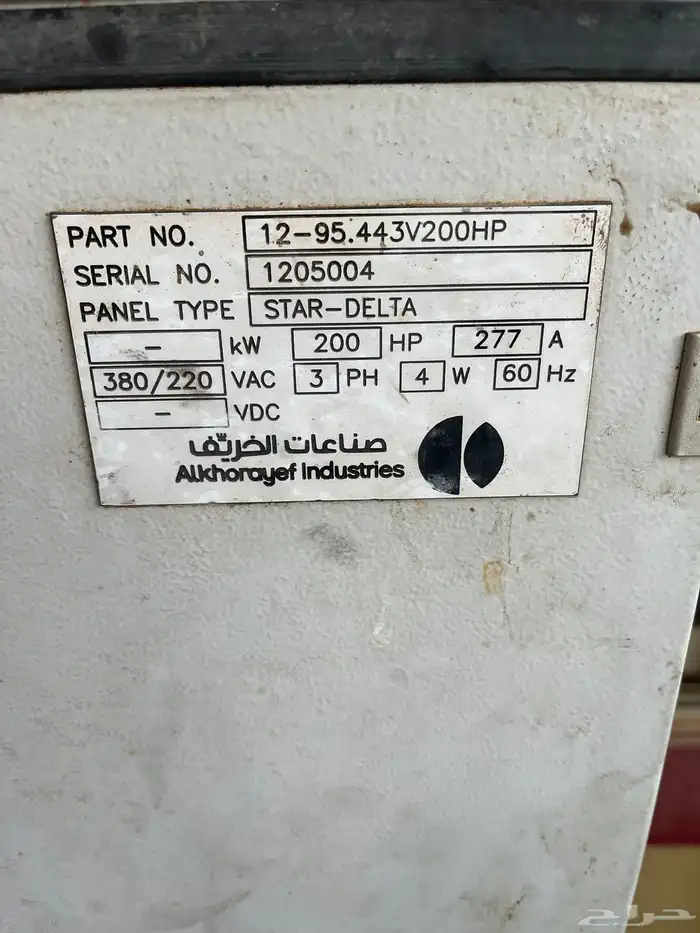 PART NO. 12-95.443V200HP
SERIAL NO. 1205004
PANEL TYPE STAR-DELTA
- kW 200 HP 277 A
380/220 VAC 3 PH 4 W 60 Hz
- VDC
صناعات الخريّف
Alkhorayef Industries
حراج